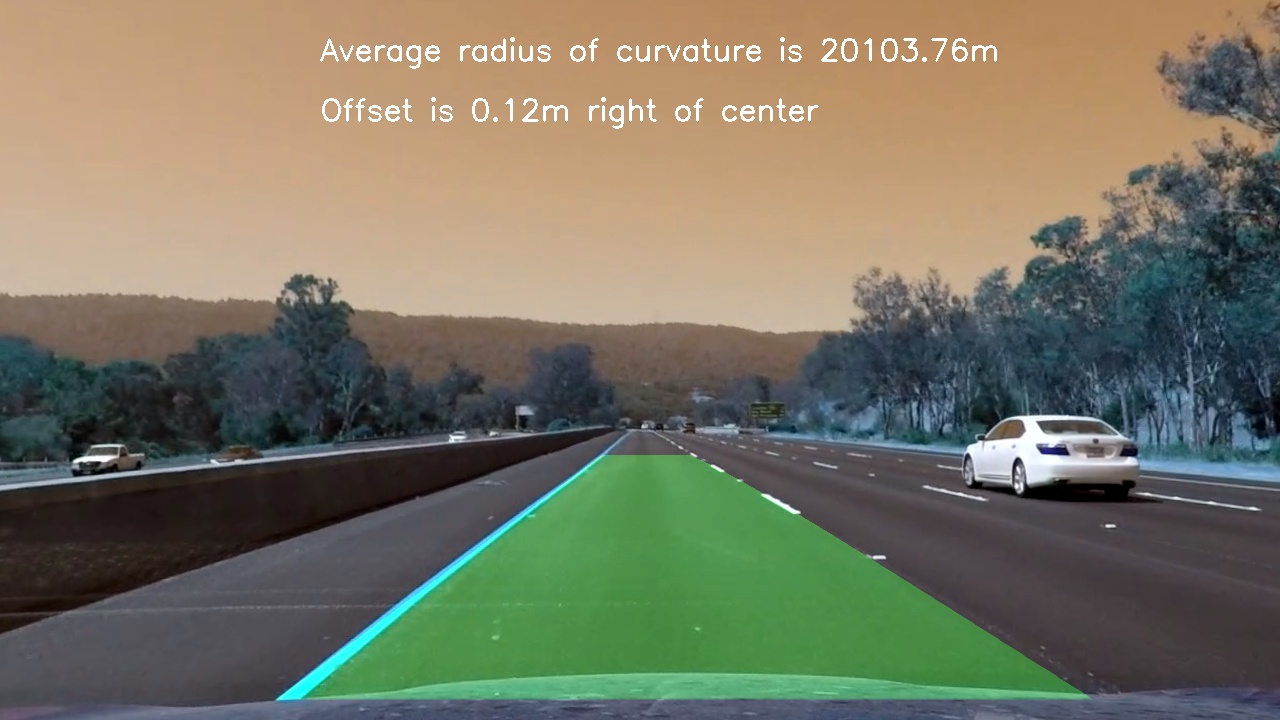 Average radius of curvature is 20103.76m
Offset is 0.12m right of center